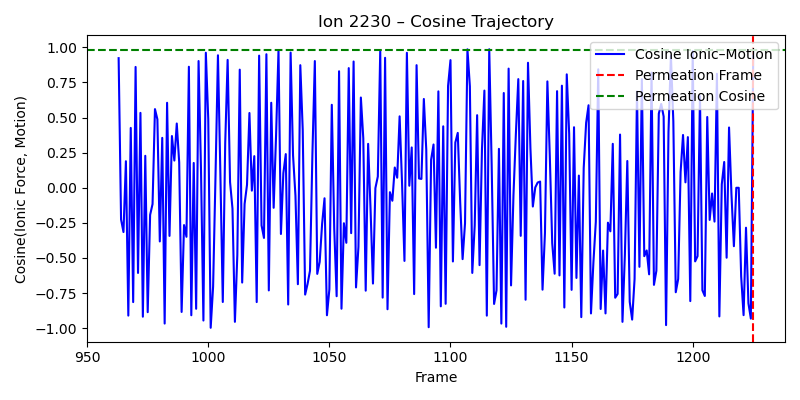 Ion 2230 – Cosine Trajectory
Cosine(Ionic Force, Motion)
1.00
0.75
0.50
0.25
0.00
−0.25
−0.50
−0.75
−1.00
Cosine Ionic–Motion
Permeation Frame
Permeation Cosine
950
1000
1050
1100
1150
1200
Frame